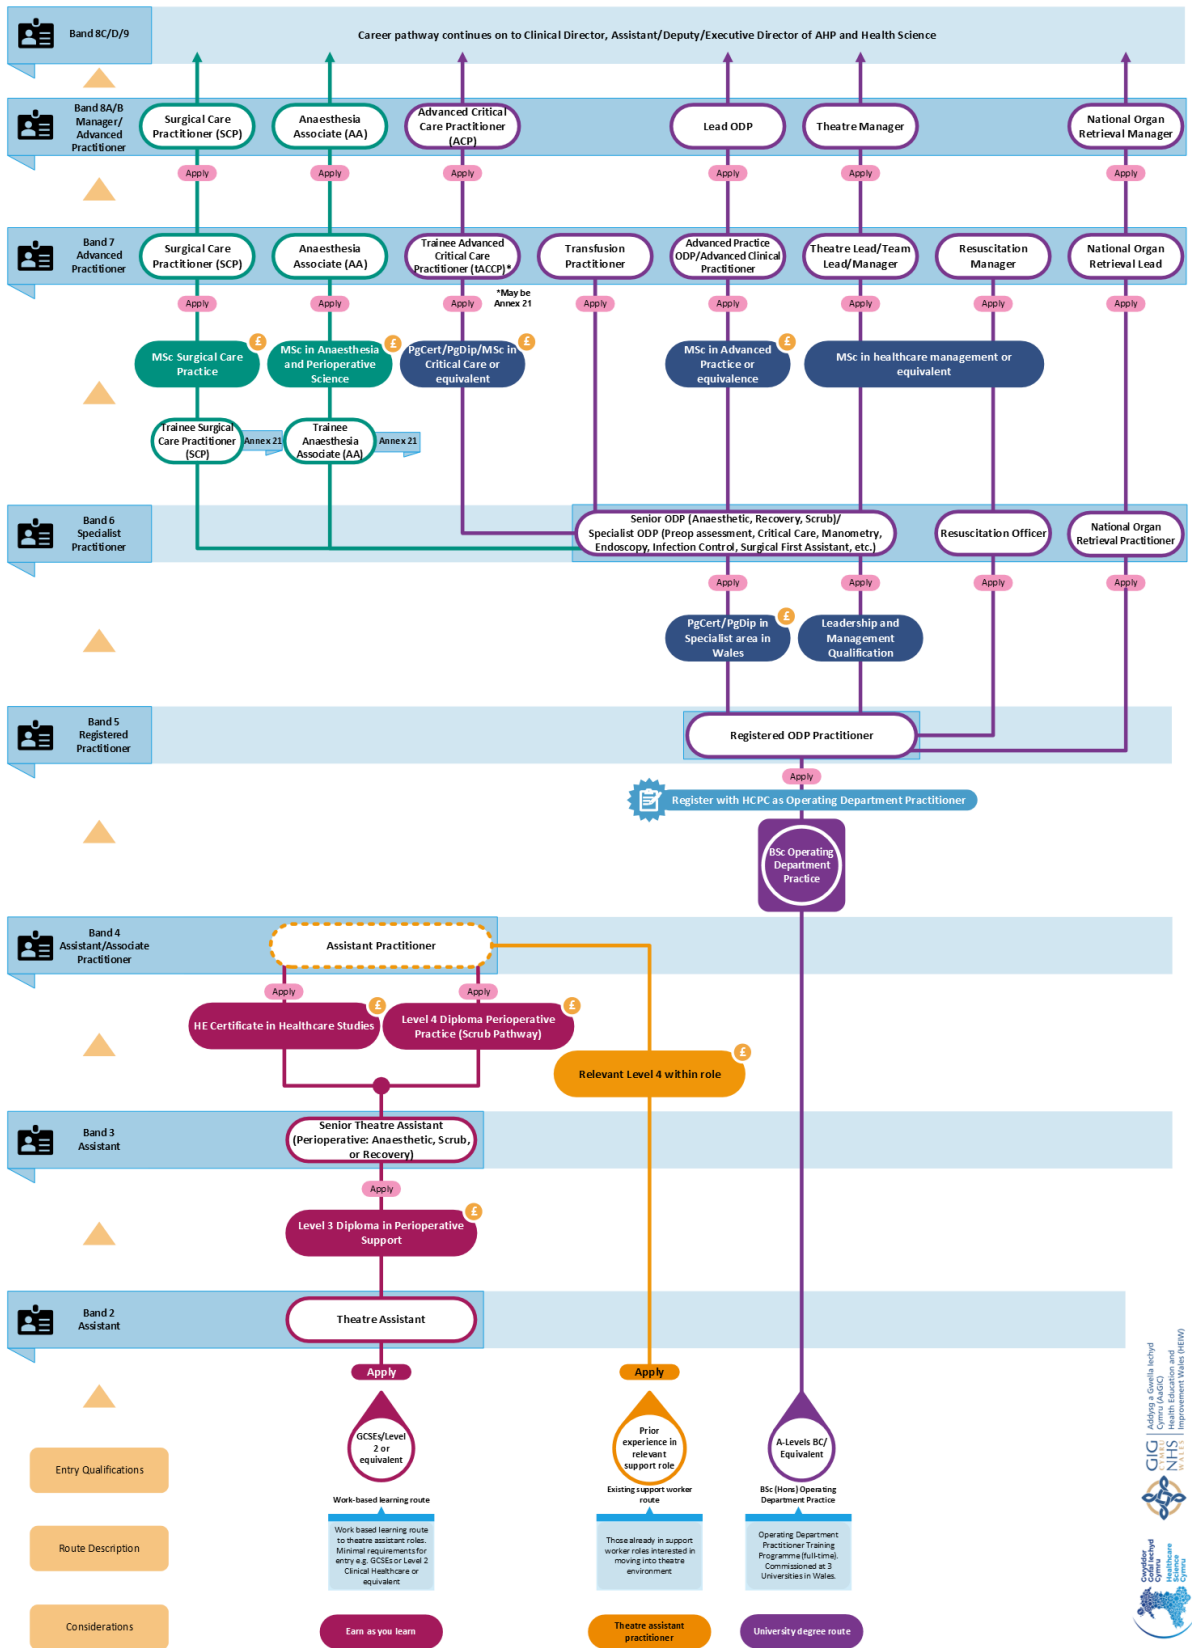 Band 8C/D/9
Career pathway continues on to Clinical Director, Assistant/Deputy/Executive Director of AHP and Health Science
Band 8A/B
Manager/
Advanced
Practitioner
Surgical Care
Practitioner (SCP)
Anaesthesia
Associate (AA)
Advanced Critical
Care Practitioner
(ACP)
Lead ODP
Theatre Manager
National Organ
Retrieval Manager
Apply
Apply
Apply
Apply
Apply
Apply
Band 7
Advanced
Practitioner
Surgical Care
Practitioner (SCP)
Anaesthesia
Associate (AA)
Trainee Advanced
Critical Care
Practitioner (tACCP)*
Transfusion
Practitioner
Advanced Practice
ODP/Advanced Clinical
Practitioner
Theatre Lead/Team
Lead/Manager
Resuscitation
Manager
National Organ
Retrieval Lead
*May be
Annex 21
Apply
Apply
Apply
Apply
Apply
Apply
Apply
Apply
MSc Surgical Care
Practice
£
MSc in Anaesthesia
and Perioperative
Science
£
PgCert/PgDip/MSc in
Critical Care or
equivalent
£
MSc in Advanced
Practice or
equivalence
£
MSc in healthcare management or
equivalent
Trainee Surgical
Care Practitioner
(SCP)
Annex 21
Trainee
Anaesthesia
Associate (AA)
Annex 21
Band 6
Specialist
Practitioner
Senior ODP (Anaesthetic, Recovery, Scrub)/
Specialist ODP (Preop assessment, Critical Care, Manometry,
Endoscopy, Infection Control, Surgical First Assistant, etc.)
Resuscitation Officer
National Organ
Retrieval Practitioner
Apply
Apply
Apply
Apply
PgCert/PgDip in
Specialist area in
Wales
£
Leadership and
Management
Qualification
Band 5
Registered
Practitioner
Registered ODP Practitioner
Apply
Register with HCPC as Operating Department Practitioner
BSc Operating
Department
Practice
Band 4
Assistant/Associate
Practitioner
Assistant Practitioner
Apply
Apply
HE Certificate in Healthcare Studies
£
Level 4 Diploma Perioperative
Practice (Scrub Pathway)
£
Relevant Level 4 within role
£
Band 3
Assistant
Senior Theatre Assistant
(Perioperative: Anaesthetic, Scrub,
or Recovery)
Apply
Level 3 Diploma in Perioperative
Support
£
Band 2
Assistant
Theatre Assistant
Apply
Apply
GCSEs/Level
2 or
equivalent
Prior
experience in
relevant
support role
A-Levels BC/
Equivalent
Entry Qualifications
Work-based learning route
Existing support worker
route
BSc (Hons) Operating
Department Practice
Route Description
Work based learning route
to theatre assistant roles.
Minimal requirements for
entry e.g. GCSEs or Level 2
Clinical Healthcare or
equivalent
Those already in support
worker roles interested in
moving into theatre
environment
Operating Department
Practitioner Training
Programme (full-time).
Commissioned at 3
Universities in Wales.
Considerations
Earn as you learn
Theatre assistant
practitioner
University degree route
GIG
CYMRU
NHS
WALES
Addysg a Gwella Iechyd
Cymru (AaGIC)
Health Education and
Improvement Wales (HEIW)
Gwyddor
Gofal Iechyd
Cymru
Healthcare
Science
Cymru